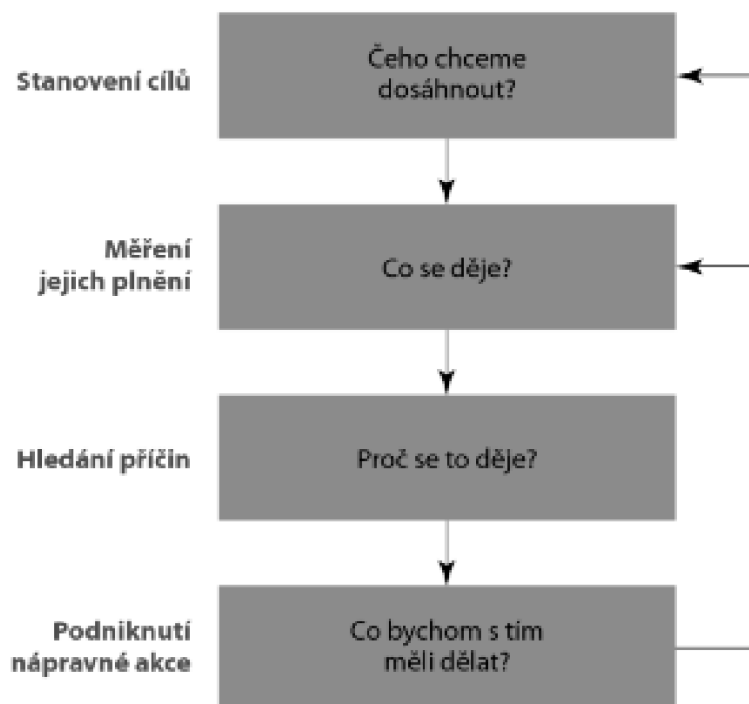 Stanovení cílů
Čeho chceme
dosáhnout?
Měření
jejich plnění
Co se děje?
Hledání příčin
Proč se to děje?
Podniknutí
nápravné akce
Co bychom s tím
měli dělat?